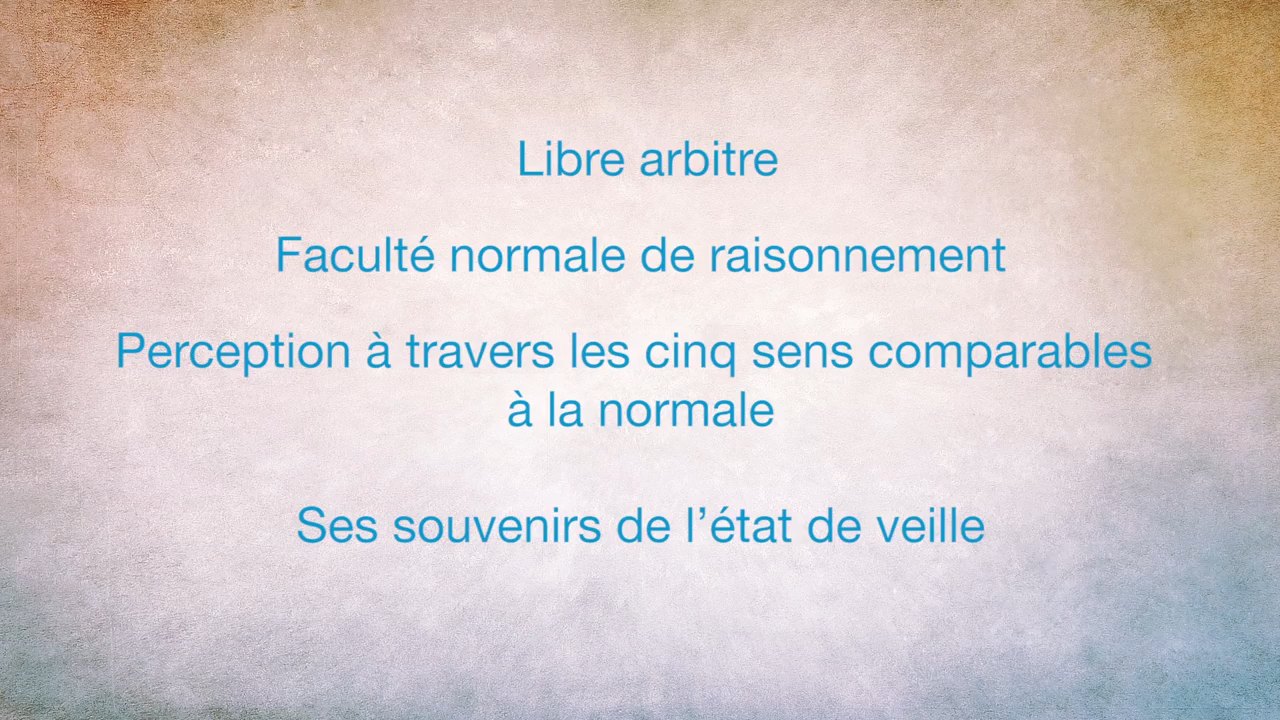 Libre arbitre
Faculté normale de raisonnement
Perception à travers les cinq sens comparables
à la normale
Ses souvenirs de l’état de veille